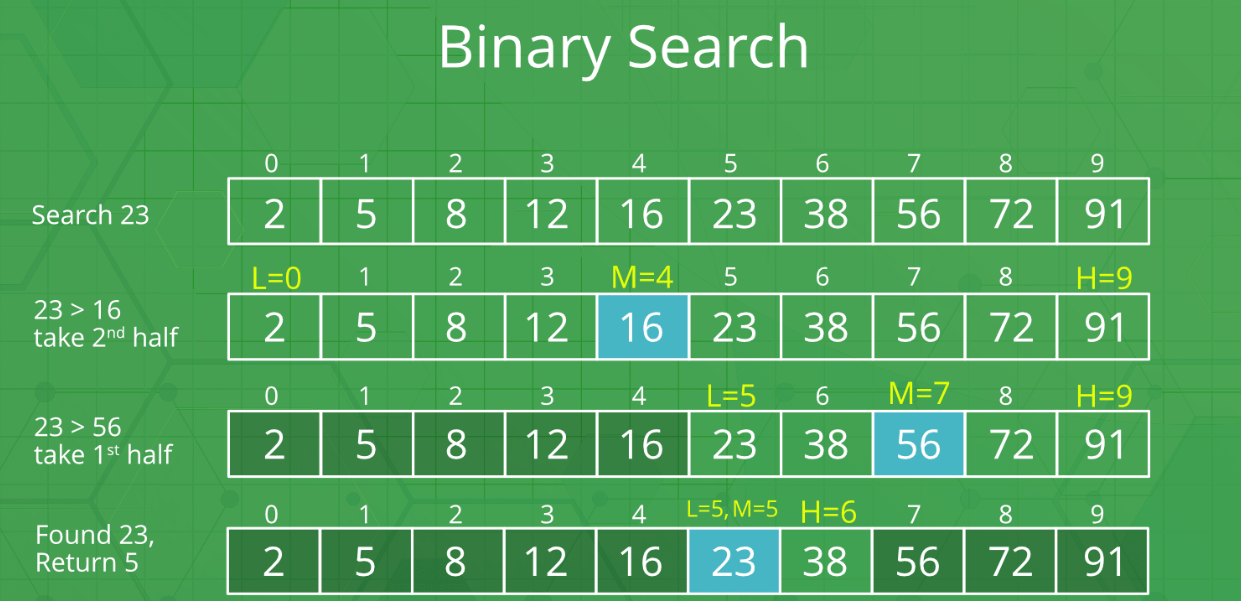 Binary Search
0 1 2 3 4 5 6 7 8 9
Search 23
2 5 8 12 16 23 38 56 72 91
L=0 1 2 3 M=4 5 6 7 8 H=9
23 > 16
take 2nd half
2 5 8 12 16 23 38 56 72 91
0 1 2 3 4 L=5 6 M=7 8 H=9
23 > 56
take 1st half
2 5 8 12 16 23 38 56 72 91
0 1 2 3 4 L=5, M=5 H=6 7 8 9
Found 23,
Return 5
2 5 8 12 16 23 38 56 72 91